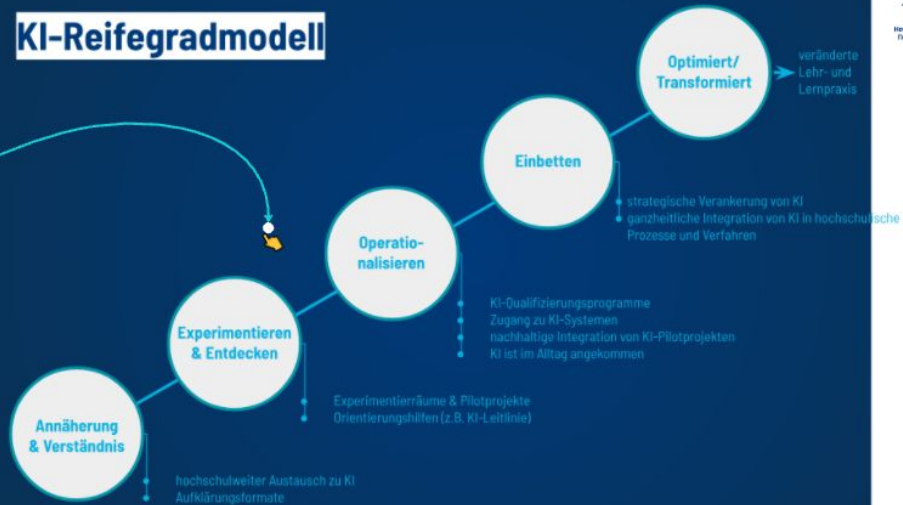 KI-Reifegradmodell
Optimiert/
Transformiert
veränderte
Lehr- und
Lernpraxis
Einbetten
strategische Verankerung von KI
ganzheitliche Integration von KI in hochschulische
Prozesse und Verfahren
Operatio-
nalisieren
KI-Qualifizierungsprogramme
Zugang zu KI-Systemen
nachhaltige Integration von KI-Pilotprojekten
KI ist im Alltag angekommen
Experimentieren
& Entdecken
Experimentierräume & Pilotprojekte
Orientierungshilfen (z.B. KI-Leitlinie)
Annäherung
& Verständnis
hochschulweiter Austausch zu KI
Aufklärungsformate